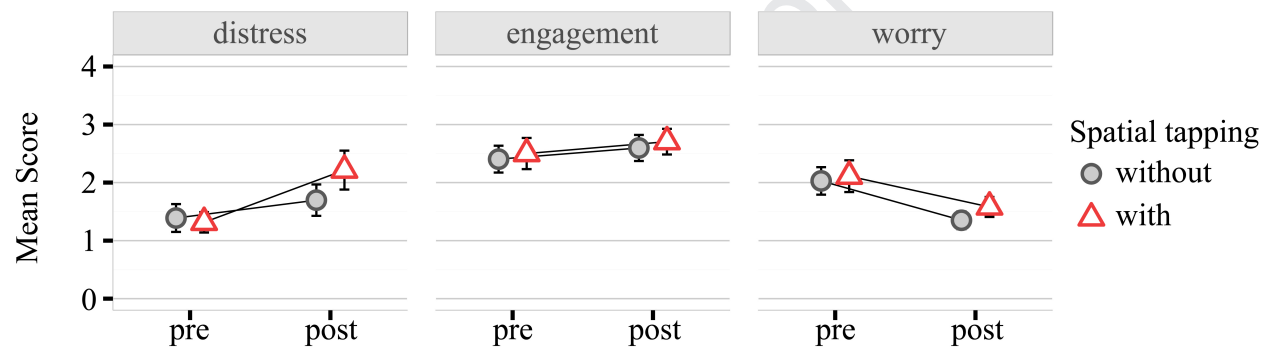 distress engagement worry
4
3
2
1
0
Mean Score
pre post pre post pre post
Spatial tapping
without
with